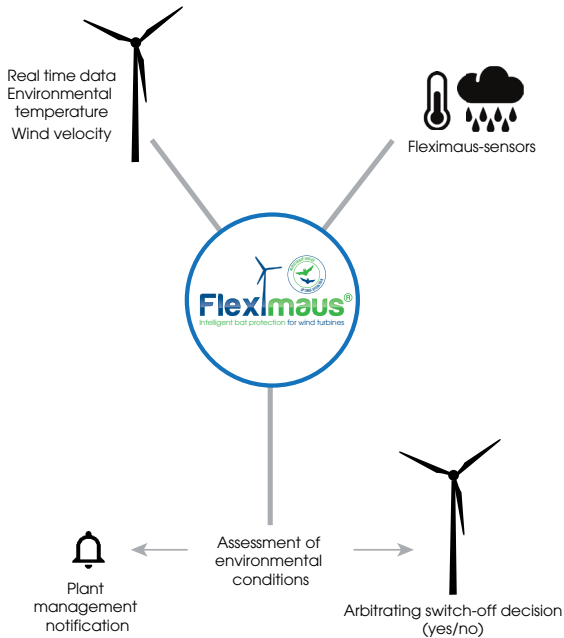 Real time data
Environmental
temperature
Wind velocity
Fleximaus-sensors
Fleximaus®
Intelligent bat protection for wind turbines
Assessment of
environmental
conditions
Plant
management
notification
Arbitrating switch-off decision
(yes/no)